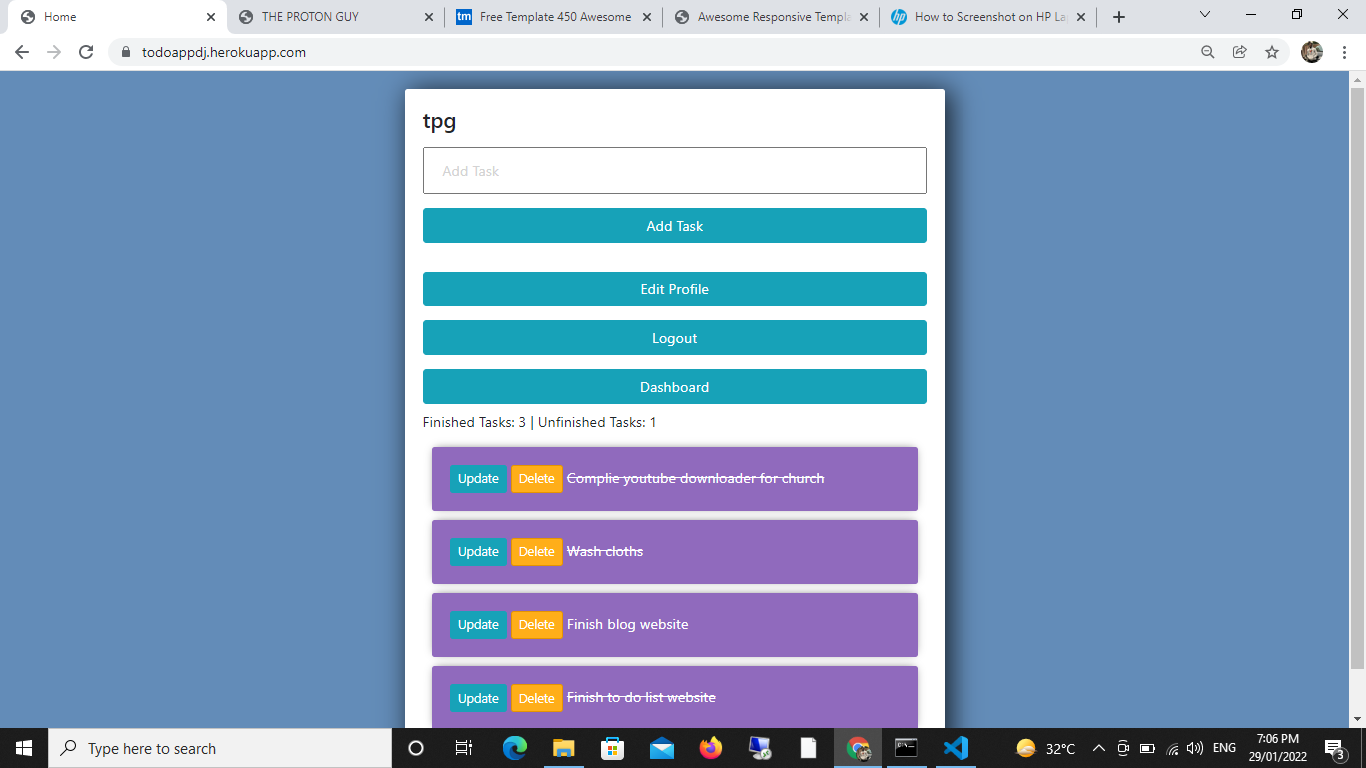 Home
THE PROTON GUY
tm
Free Template 450 Awesome
Awesome Responsive Templa
hp
How to Screenshot on HP La
todoappdj.herokuapp.com
tpg
Add Task
Add Task
Edit Profile
Logout
Dashboard
Finished Tasks: 3 | Unfinished Tasks: 1
Update Delete Complie youtube downloader for church
Update Delete Wash cloths
Update Delete Finish blog website
Update Delete Finish to do list website
Type here to search
32°C
ENG
7:06 PM
29/01/2022
3